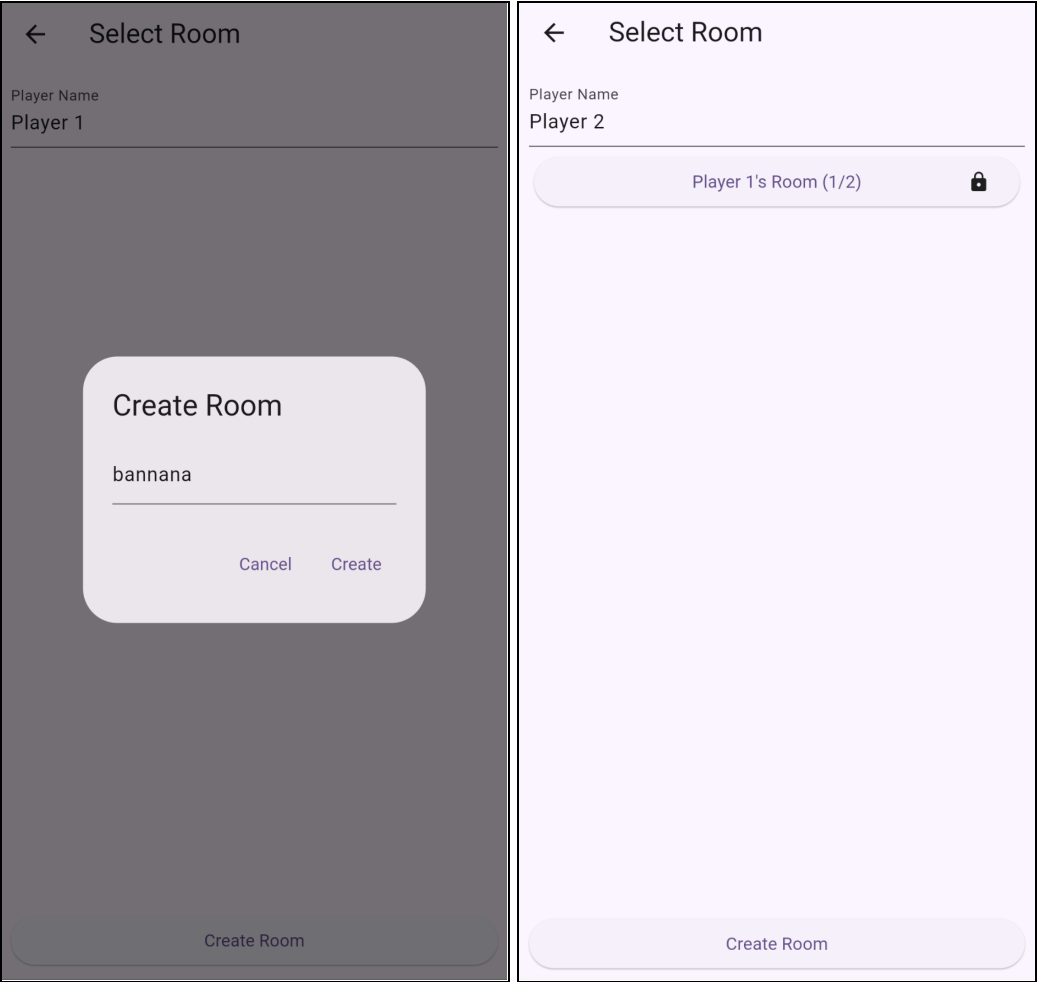 Select Room
Player Name
Player 1
Create Room
bannana
Cancel Create
Create Room
Select Room
Player Name
Player 2
Player 1's Room (1/2)
Create Room